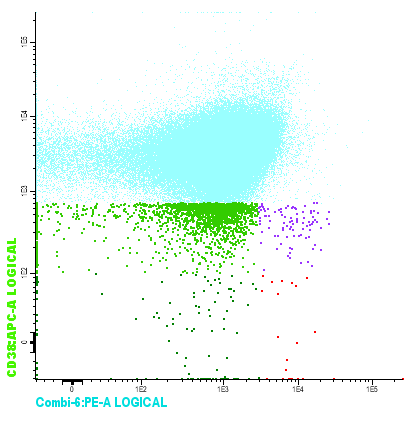 1E5
1E4
1E3
1E2
0
CD38:APC-A LOGICAL
0 1E2 1E3 1E4 1E5
Combi-6:PE-A LOGICAL